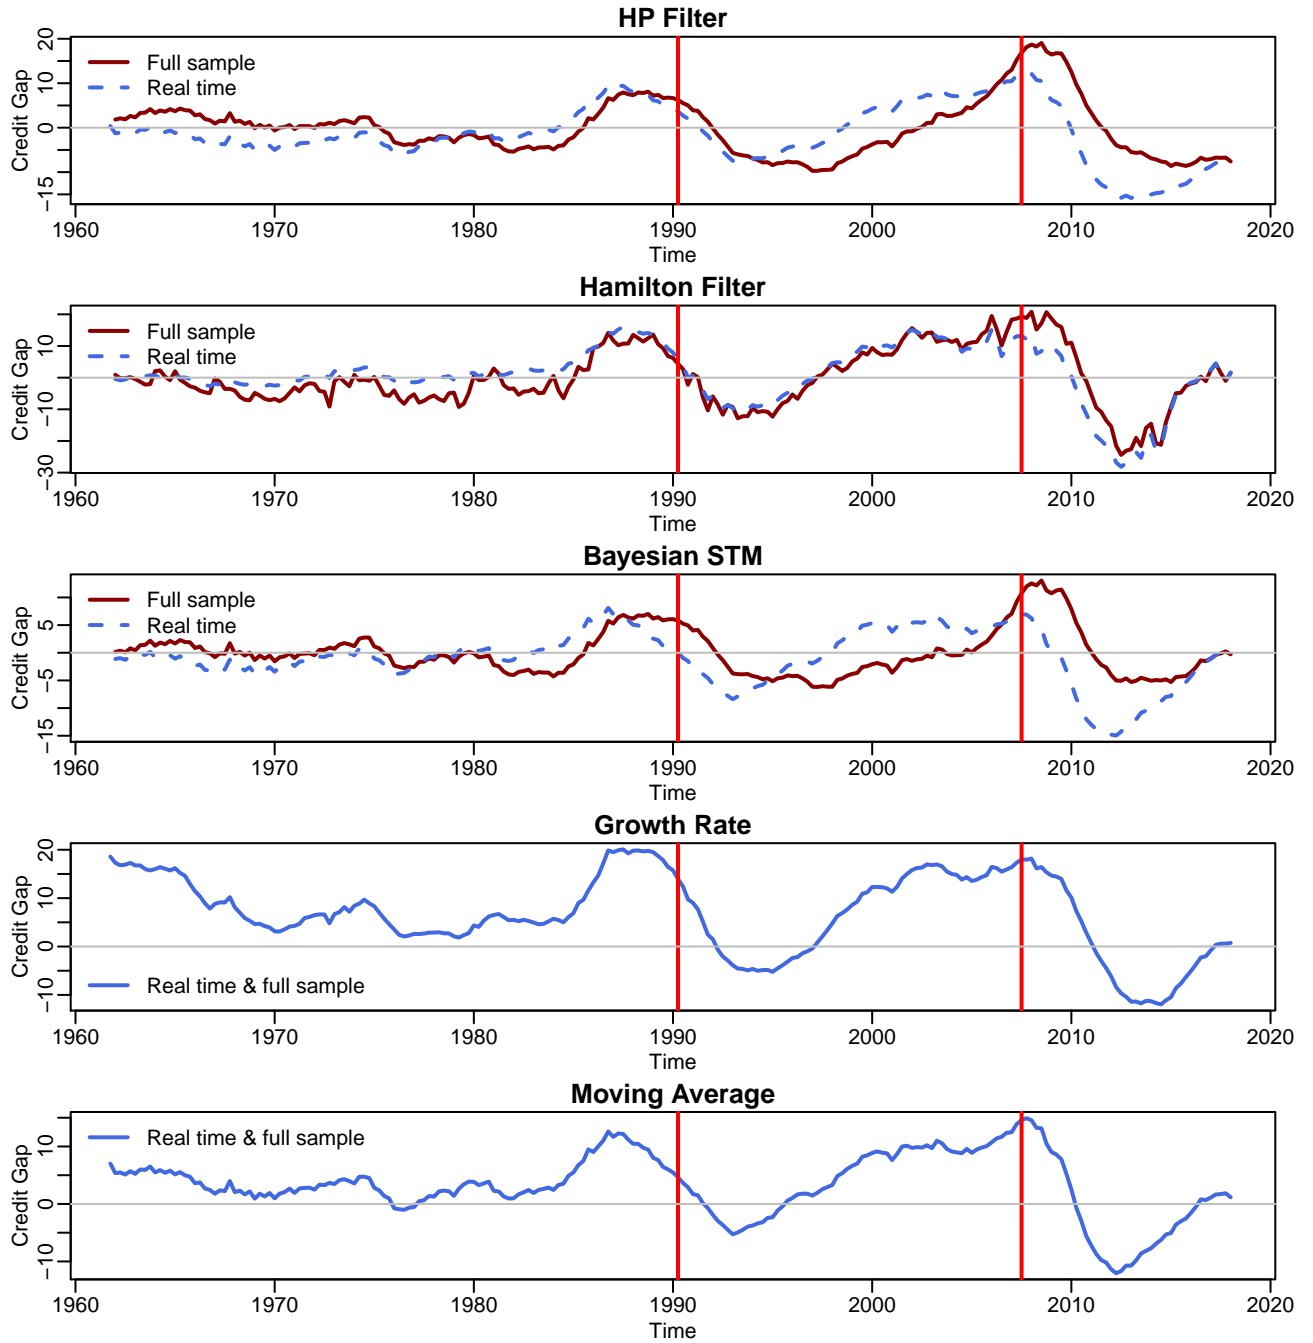 HP Filter
Credit Gap
20
10
0
−15
Full sample
Real time
1960 1970 1980 1990 2000 2010 2020
Time
Hamilton Filter
Credit Gap
10
−10
−30
Full sample
Real time
1960 1970 1980 1990 2000 2010 2020
Time
Bayesian STM
Credit Gap
5
−5
−15
Full sample
Real time
1960 1970 1980 1990 2000 2010 2020
Time
Growth Rate
Credit Gap
20
10
0
−10
Real time & full sample
1960 1970 1980 1990 2000 2010 2020
Time
Moving Average
Credit Gap
10
0
−10
Real time & full sample
1960 1970 1980 1990 2000 2010 2020
Time